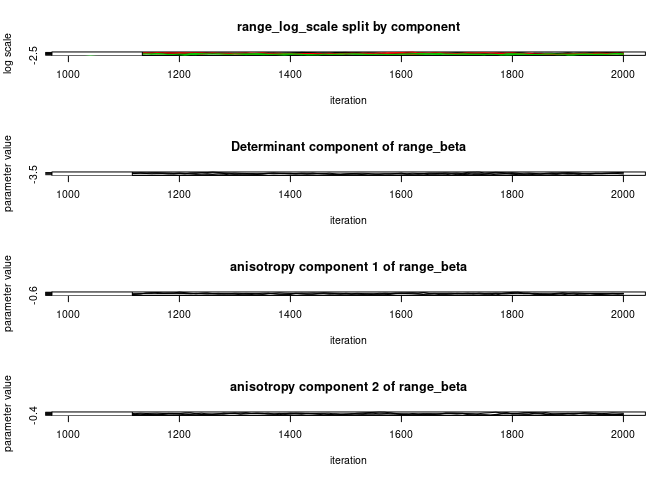 range_log_scale split by component
log scale
-2.5
1000 1200 1400 1600 1800 2000
iteration
Determinant component of range_beta
parameter value
-3.5
1000 1200 1400 1600 1800 2000
iteration
anisotropy component 1 of range_beta
parameter value
-0.6
1000 1200 1400 1600 1800 2000
iteration
anisotropy component 2 of range_beta
parameter value
-0.4
1000 1200 1400 1600 1800 2000
iteration